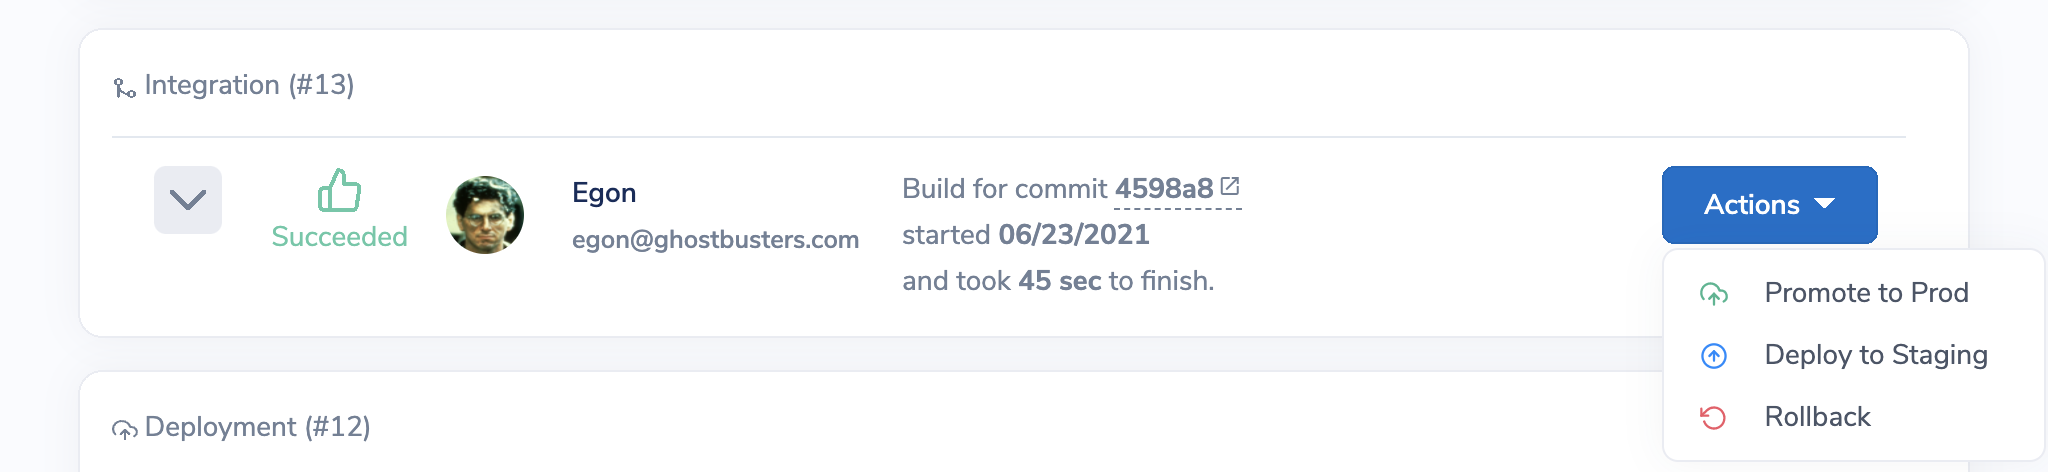 Integration (#13)
Succeeded
Egon
egon@ghostbusters.com
Build for commit 4598a8
started 06/23/2021
and took 45 sec to finish.
Actions
Promote to Prod
Deploy to Staging
Rollback
Deployment (#12)